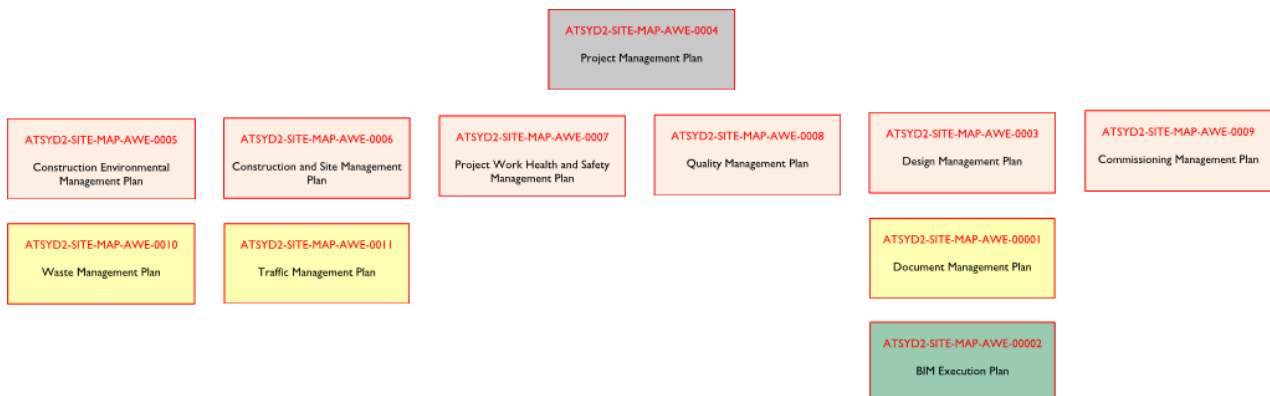 ATSYD2-SITE-MAP-AWE-0004
Project Management Plan
ATSYD2-SITE-MAP-AWE-0005
Construction Environmental
Management Plan
ATSYD2-SITE-MAP-AWE-0006
Construction and Site Management
Plan
ATSYD2-SITE-MAP-AWE-0007
Project Work Health and Safety
Management Plan
ATSYD2-SITE-MAP-AWE-0008
Quality Management Plan
ATSYD2-SITE-MAP-AWE-0003
Design Management Plan
ATSYD2-SITE-MAP-AWE-0009
Commissioning Management Plan
ATSYD2-SITE-MAP-AWE-0010
Waste Management Plan
ATSYD2-SITE-MAP-AWE-0011
Traffic Management Plan
ATSYD2-SITE-MAP-AWE-00001
Document Management Plan
ATSYD2-SITE-MAP-AWE-00002
BIM Execution Plan